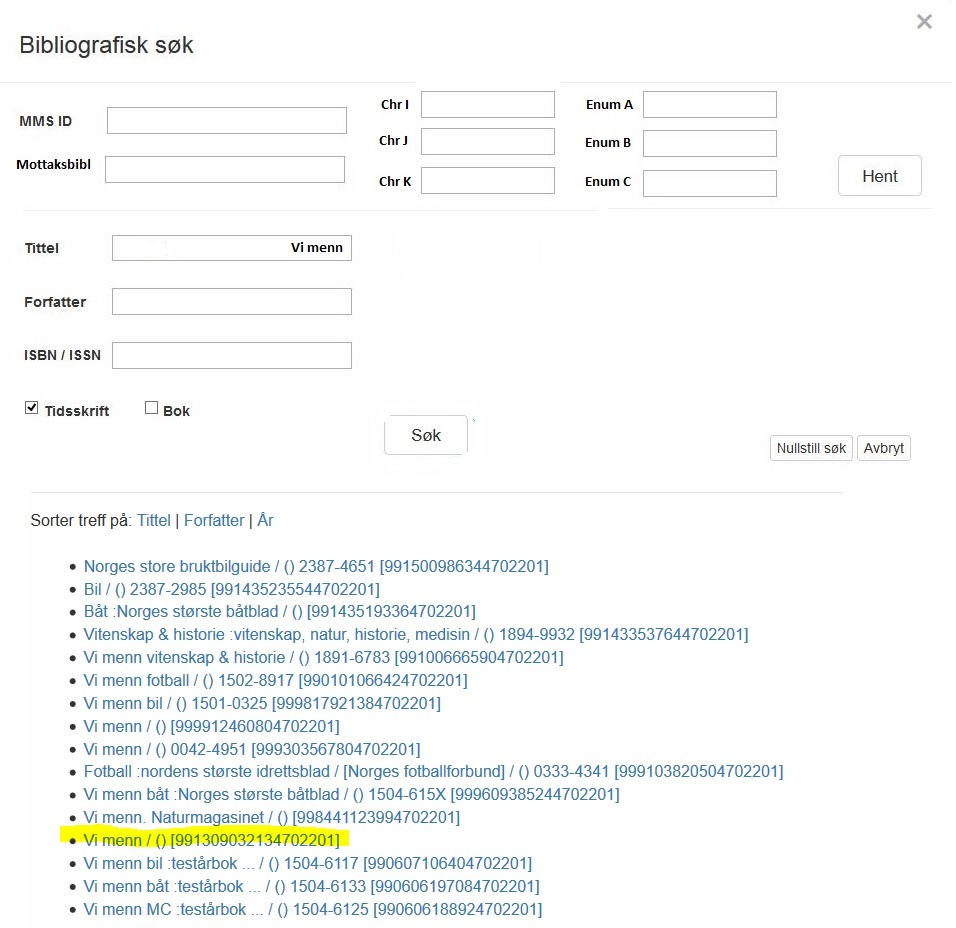 ×
Bibliografisk søk
MMS ID
Chr I
Enum A
Mottaksbibl
Chr J
Enum B
Chr K
Enum C
Hent
Tittel Vi menn
Forfatter
ISBN / ISSN
Tidsskrift Bok
Søk
Nullstill søk Avbryt
Sorter treff på: Tittel | Forfatter | År
• Norges store bruktbilguide / () 2387-4651 [991500986344702201]
• Bil / () 2387-2985 [991435235544702201]
• Båt :Norges største båtblad / () [991435193364702201]
• Vitenskap & historie :vitenskap, natur, historie, medisin / () 1894-9932 [991433537644702201]
• Vi menn vitenskap & historie / () 1891-6783 [991006665904702201]
• Vi menn fotball / () 1502-8917 [990101066424702201]
• Vi menn bil / () 1501-0325 [999817921384702201]
• Vi menn / () [999912460804702201]
• Vi menn / () 0042-4951 [999303567804702201]
• Fotball :nordens største idrettsblad / [Norges fotballforbund] / () 0333-4341 [999103820504702201]
• Vi menn båt :Norges største båtblad / () 1504-615X [999609385244702201]
• Vi menn. Naturmagasinet / () [998441123994702201]
• Vi menn / () [991309032134702201]
• Vi menn bil :testårbok ... / () 1504-6117 [990607106404702201]
• Vi menn båt :testårbok ... / () 1504-6133 [990606197084702201]
• Vi menn MC :testårbok ... / () 1504-6125 [990606188924702201]